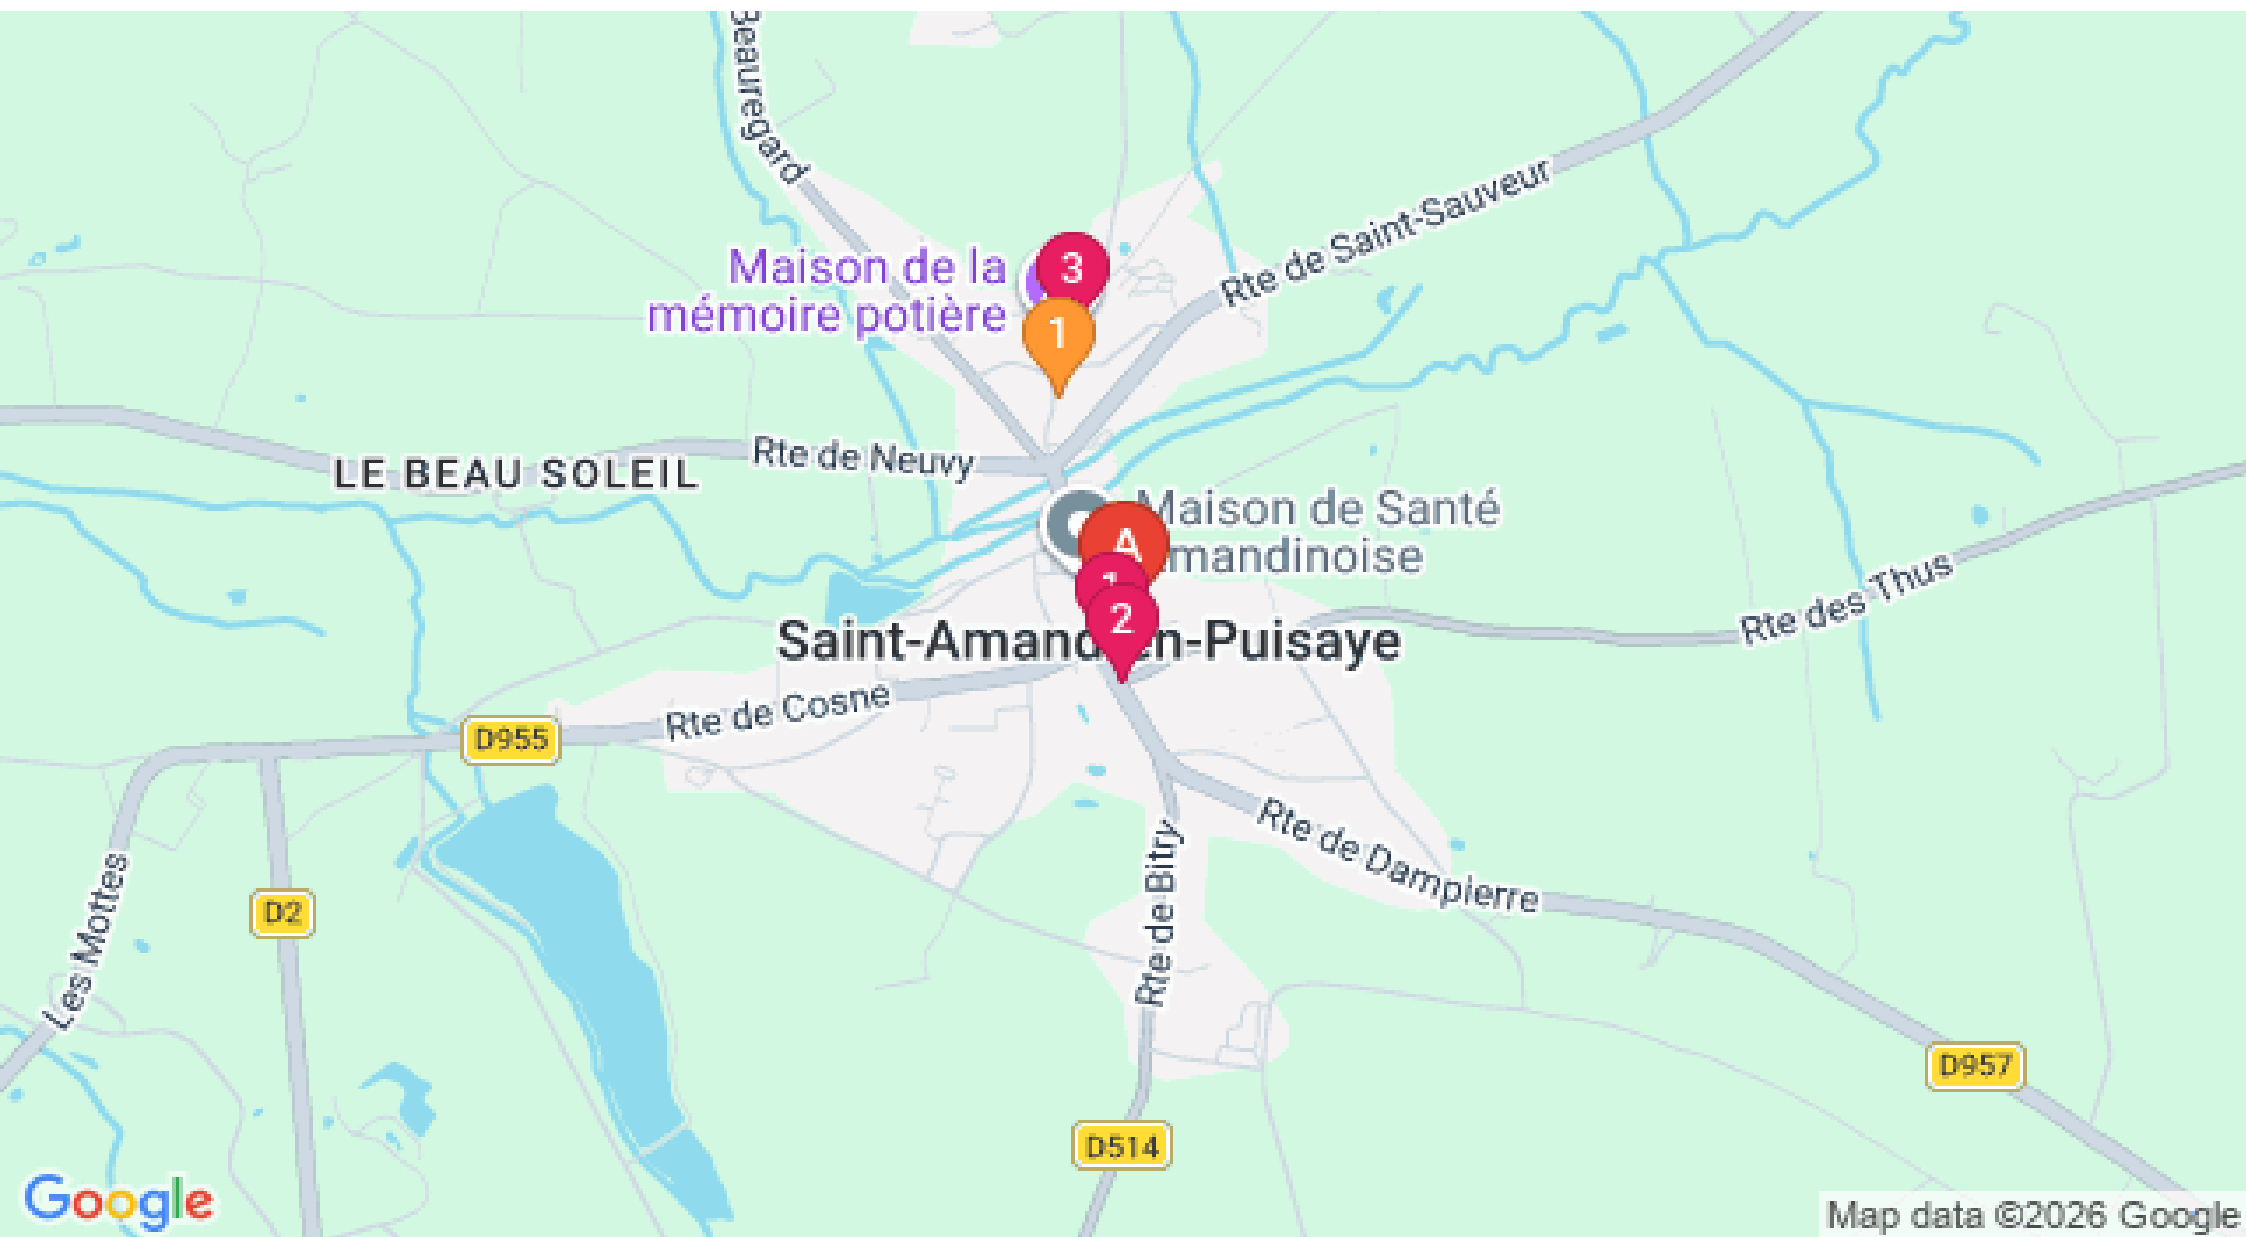 Beauregard
Rte de Saint-Sauveur
Maison de la
mémoire potière
3
1
Rte de Neuvy
LE BEAU SOLEIL
Maison de Santé
mandinoise
A
1
2
Saint-Amand-en-Puisaye
Rte des Thus
Rte de Cosne
D955
Rte de Dampierre
Rte de Bitry
Les Mottes
D2
D957
D514
Google
Map data ©2026 Google